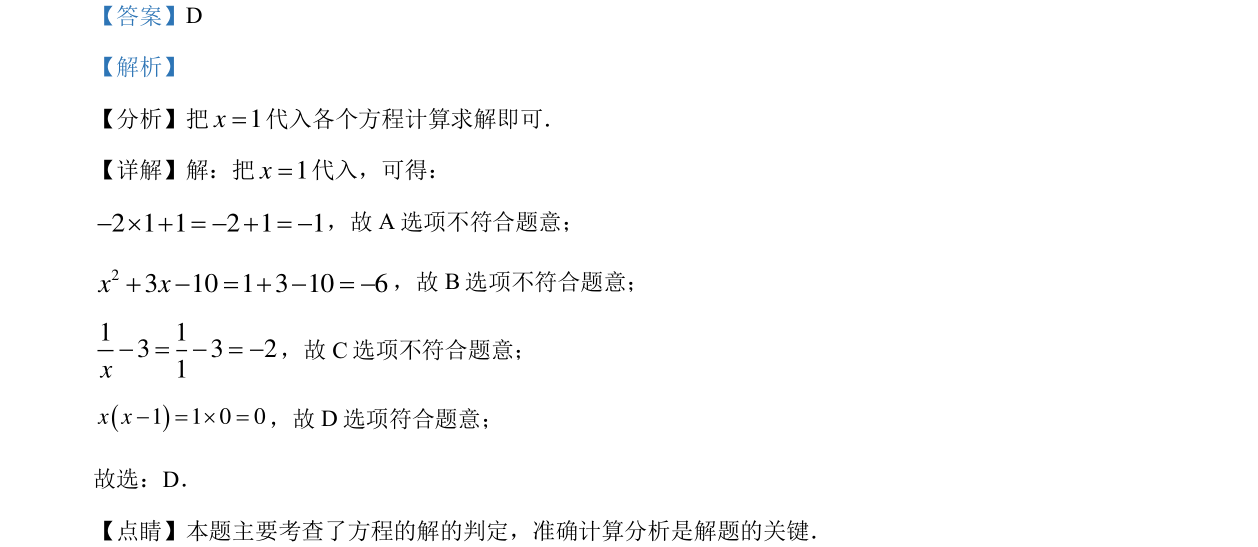 【答案】D
【解析】
【分析】把 x=1代入各个方程计算求解即可.
【详解】解：把 x=1代入，可得：
−2×1+1=−2+1=−1，故 A 选项不符合题意；
x²+3x−10=1+3−10=−6，故 B 选项不符合题意；
1/x−3=1/1−3=−2，故 C 选项不符合题意；
x(x−1)=1×0=0，故 D 选项符合题意；
故选：D.
【点睛】本题主要考查了方程的解的判定，准确计算分析是解题的关键.